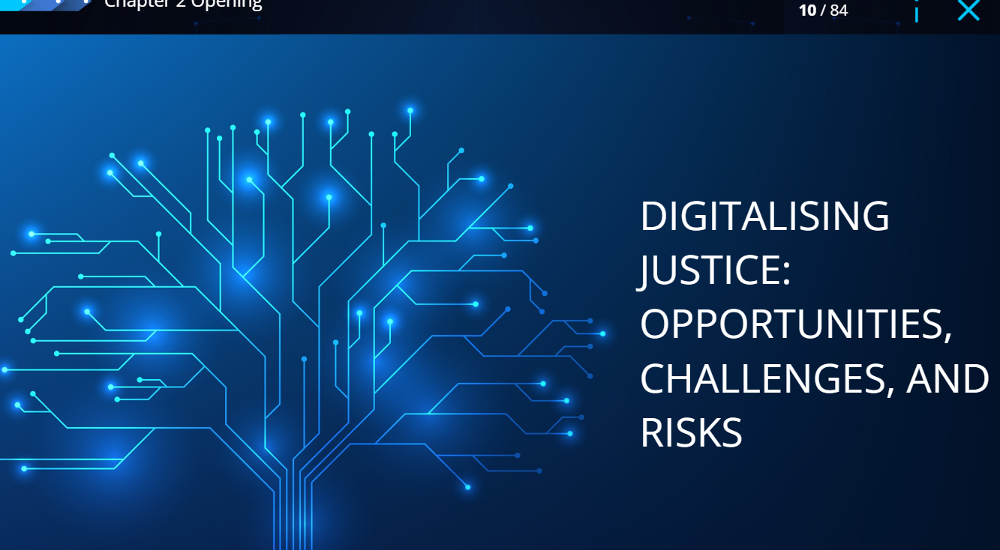 Chapter 2 Opening
10 / 84
DIGITALISING
JUSTICE:
OPPORTUNITIES,
CHALLENGES, AND
RISKS